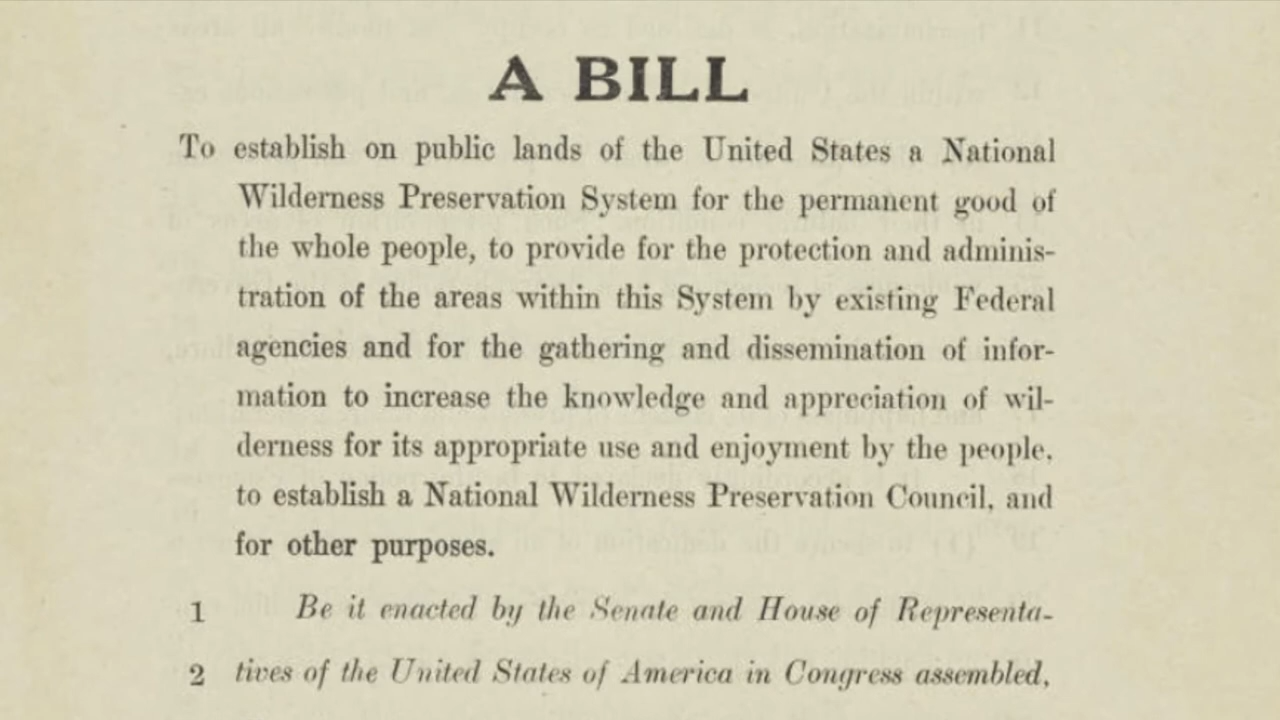 A BILL
To establish on public lands of the United States a National
Wilderness Preservation System for the permanent good of
the whole people, to provide for the protection and adminis-
tration of the areas within this System by existing Federal
agencies and for the gathering and dissemination of infor-
mation to increase the knowledge and appreciation of wil-
derness for its appropriate use and enjoyment by the people,
to establish a National Wilderness Preservation Council, and
for other purposes.
1 Be it enacted by the Senate and House of Representa-
2 tives of the United States of America in Congress assembled,